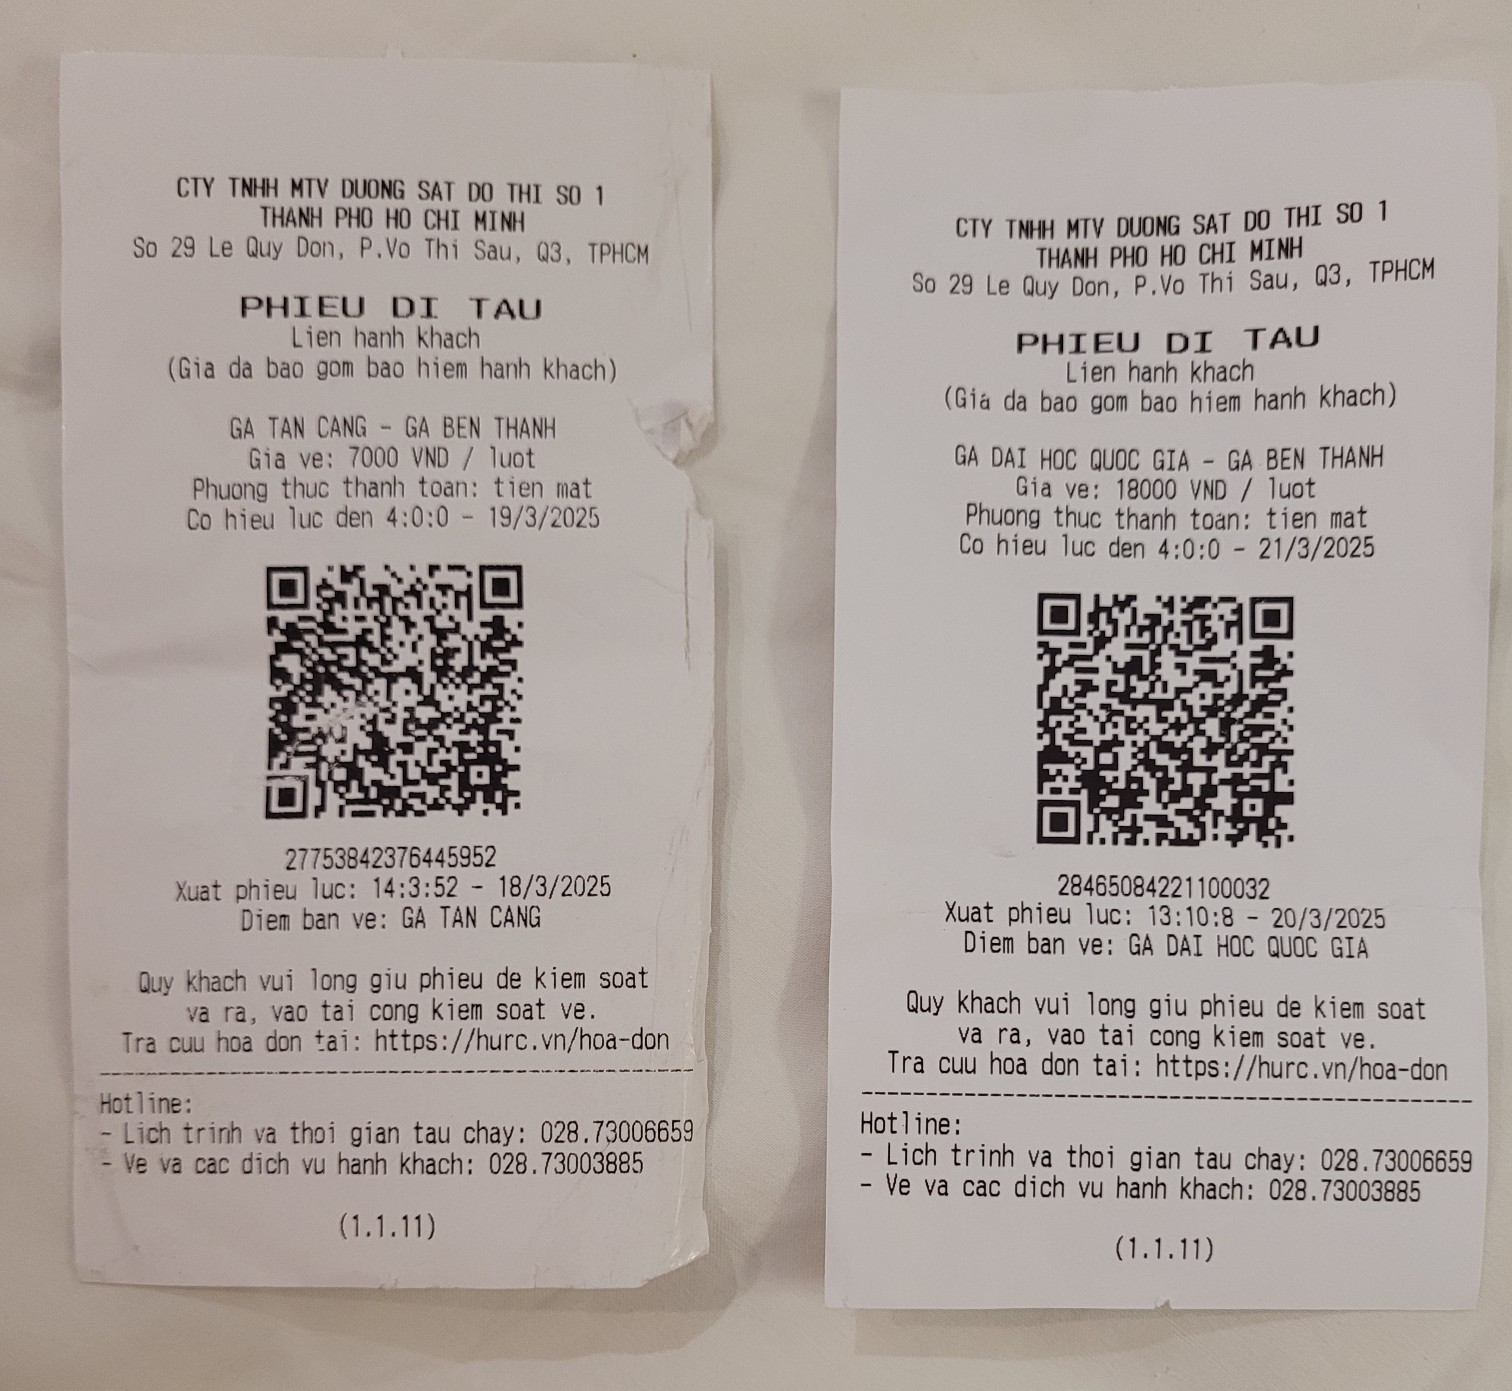 CTY TNHH MTV DUONG SAT DO THI SO 1
THANH PHO HO CHI MINH
So 29 Le Quy Don, P.Vo Thi Sau, Q3, TPHCM
PHIEU DI TAU
Lien hanh khach
(Gia da bao gom bao hiem hanh khach)
GA TAN CANG - GA BEN THANH
Gia ve: 7000 VND / luot
Phuong thuc thanh toan: tien mat
Co hieu luc den 4:0:0 - 19/3/2025
27753842376445952
Xuat phieu luc: 14:3:52 - 18/3/2025
Diem ban ve: GA TAN CANG
Quy khach vui long giu phieu de kiem soat
va ra, vao tai cong kiem soat ve.
Tra cuu hoa don tai: https://hurc.vn/hoa-don
Hotline:
- Lich trinh va thoi gian tau chay: 028.73006659
- Ve va cac dich vu hanh khach: 028.73003885
(1.1.11)
CTY TNHH MTV DUONG SAT DO THI SO 1
THANH PHO HO CHI MINH
So 29 Le Quy Don, P.Vo Thi Sau, Q3, TPHCM
PHIEU DI TAU
Lien hanh khach
(Gia da bao gom bao hiem hanh khach)
GA DAI HOC QUOC GIA - GA BEN THANH
Gia ve: 18000 VND / luot
Phuong thuc thanh toan: tien mat
Co hieu luc den 4:0:0 - 21/3/2025
28465084221100032
Xuat phieu luc: 13:10:8 - 20/3/2025
Diem ban ve: GA DAI HOC QUOC GIA
Quy khach vui long giu phieu de kiem soat
va ra, vao tai cong kiem soat ve.
Tra cuu hoa don tai: https://hurc.vn/hoa-don
Hotline:
- Lich trinh va thoi gian tau chay: 028.73006659
- Ve va cac dich vu hanh khach: 028.73003885
(1.1.11)